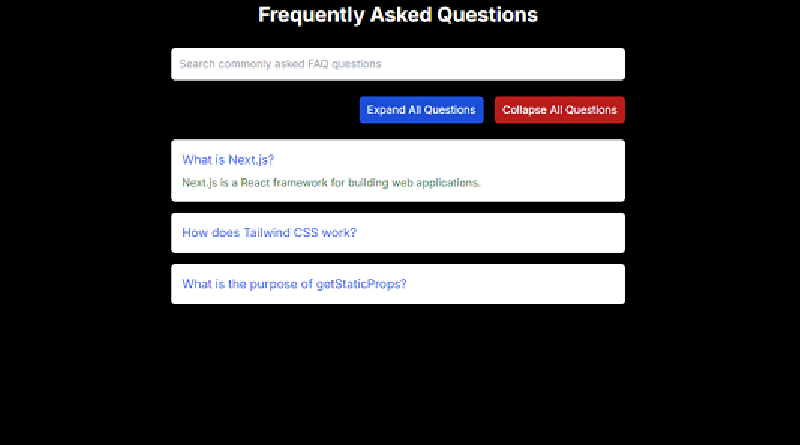 Frequently Asked Questions
Search commonly asked FAQ questions
Expand All Questions Collapse All Questions
What is Next.js?
Next.js is a React framework for building web applications.
How does Tailwind CSS work?
What is the purpose of getStaticProps?